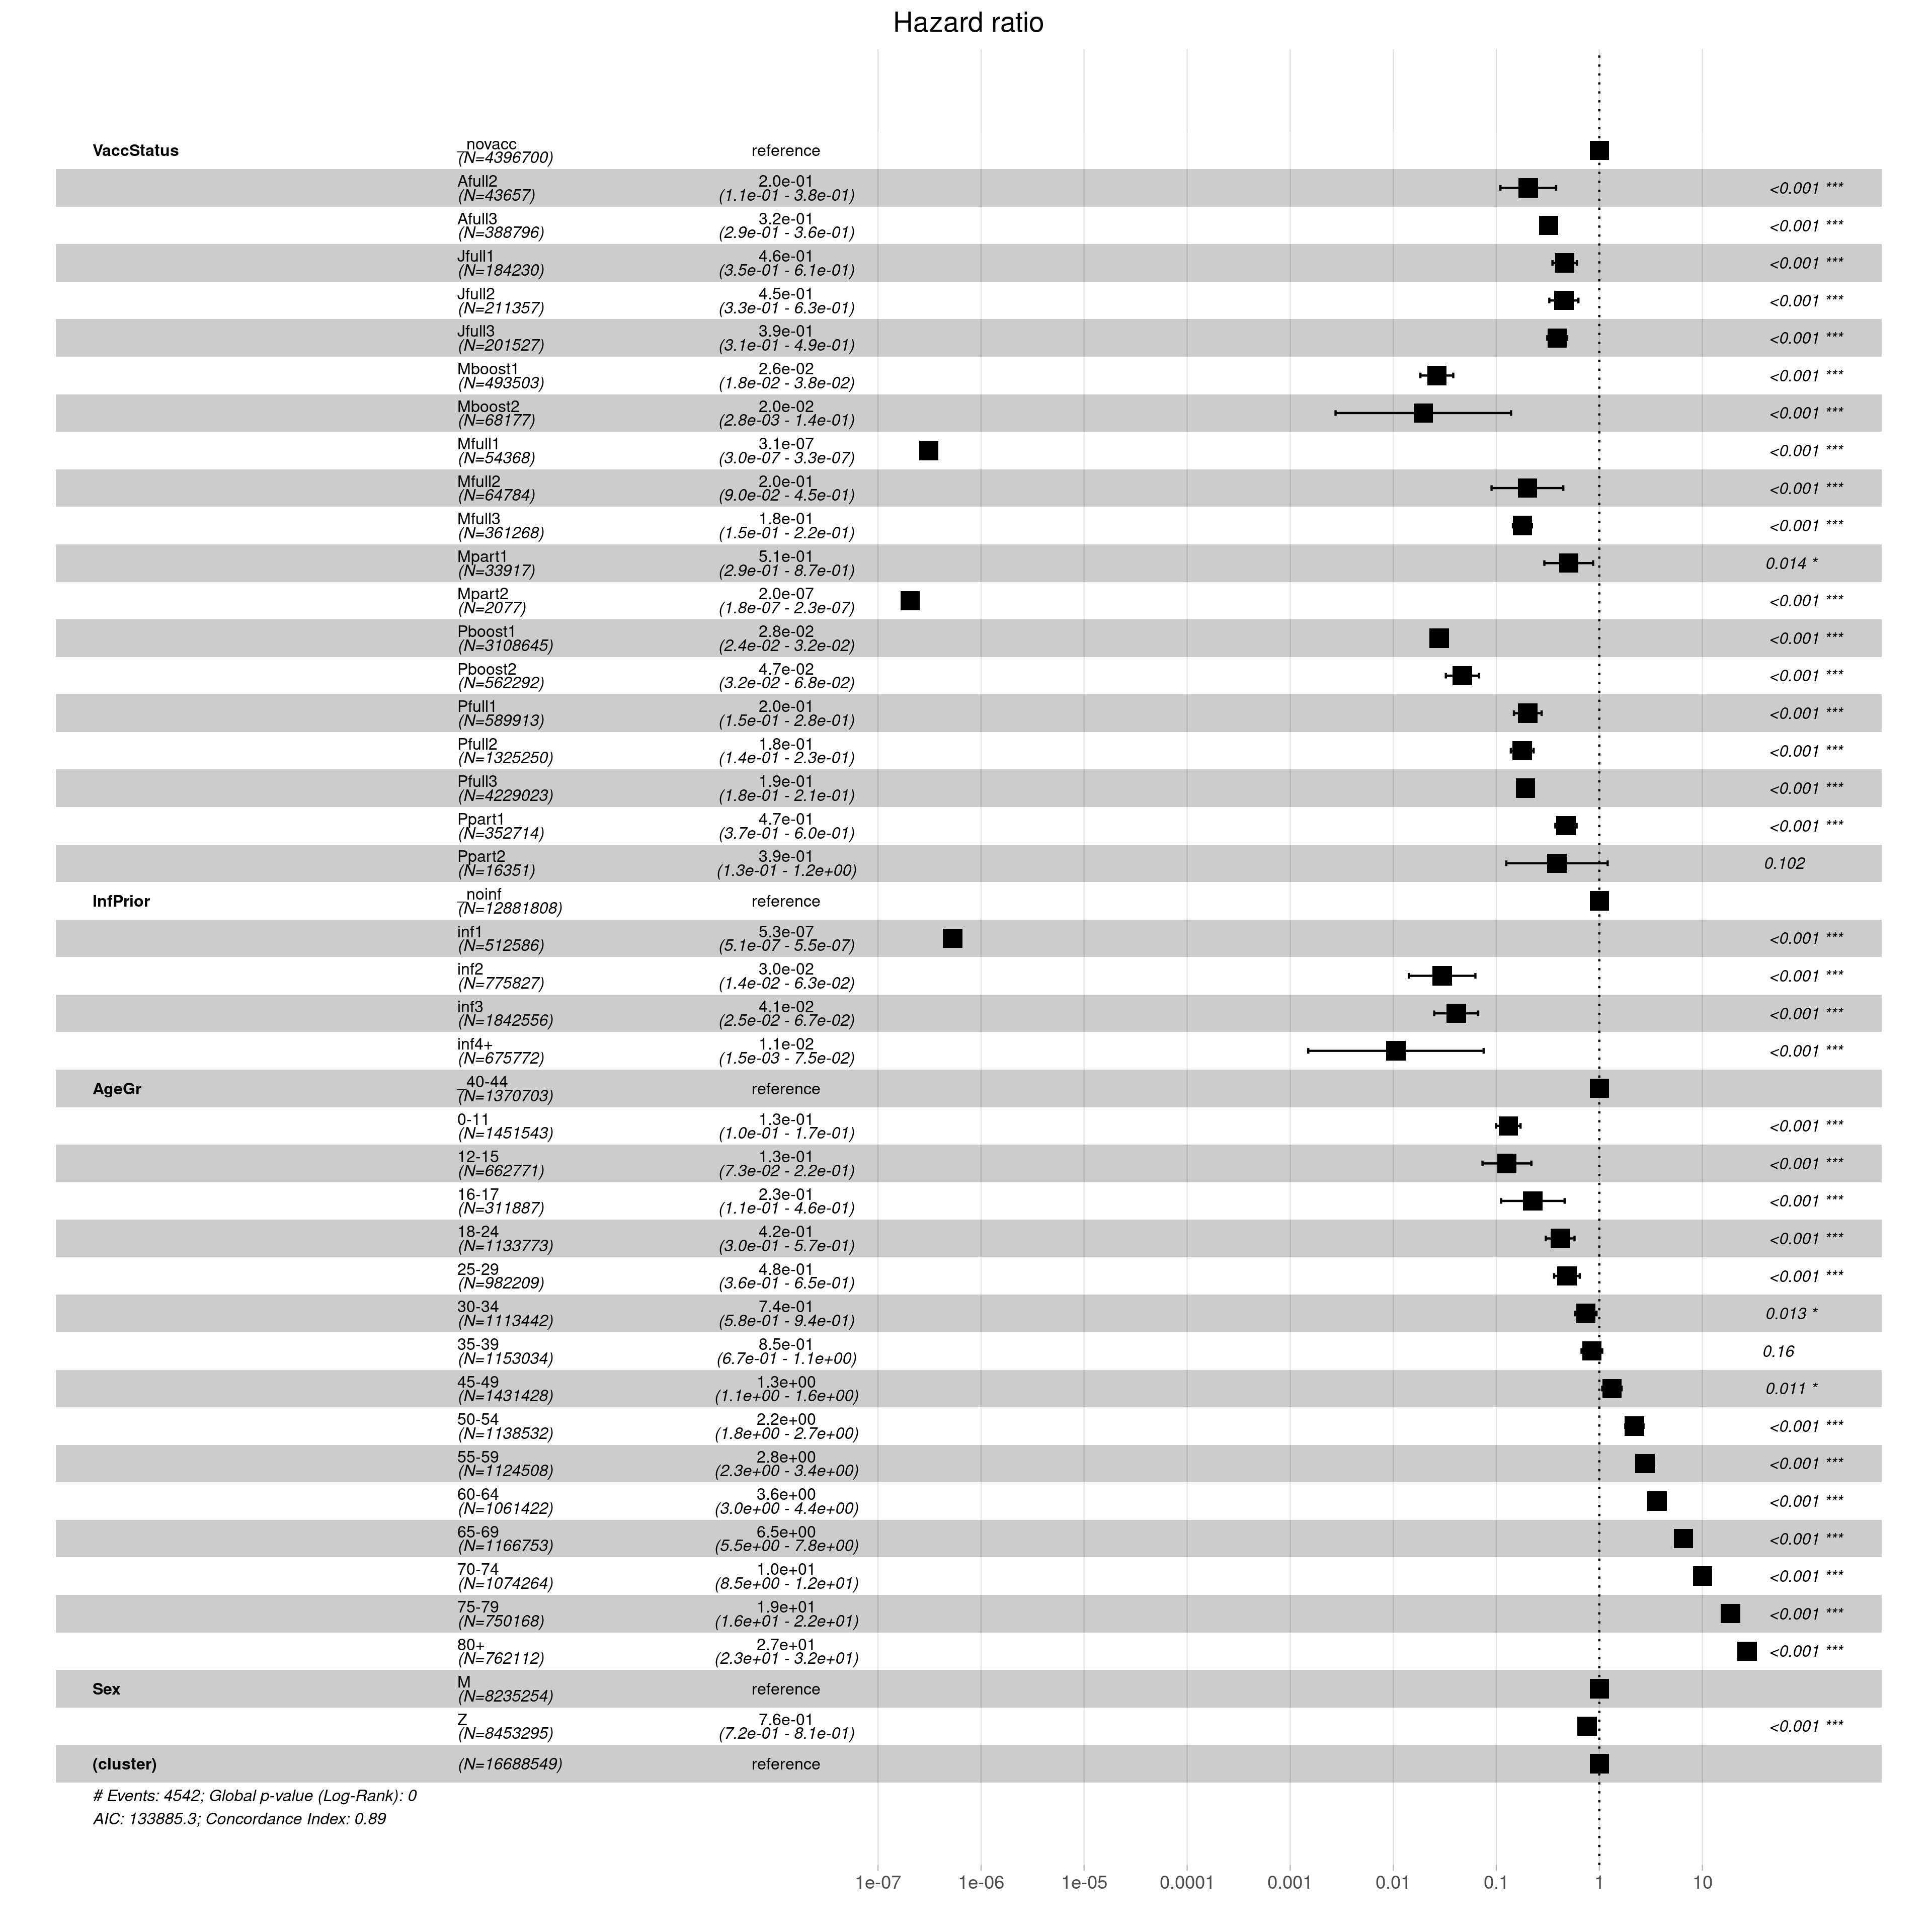 Hazard ratio
VaccStatus
_novacc
(N=4396700)
reference
Afull2
(N=43657)
2.0e-01
(1.1e-01 - 3.8e-01)
<0.001 ***
Afull3
(N=388796)
3.2e-01
(2.9e-01 - 3.6e-01)
<0.001 ***
Jfull1
(N=184230)
4.6e-01
(3.5e-01 - 6.1e-01)
<0.001 ***
Jfull2
(N=211357)
4.5e-01
(3.3e-01 - 6.3e-01)
<0.001 ***
Jfull3
(N=201527)
3.9e-01
(3.1e-01 - 4.9e-01)
<0.001 ***
Mboost1
(N=493503)
2.6e-02
(1.8e-02 - 3.8e-02)
<0.001 ***
Mboost2
(N=68177)
2.0e-02
(2.8e-03 - 1.4e-01)
<0.001 ***
Mfull1
(N=54368)
3.1e-07
(3.0e-07 - 3.3e-07)
<0.001 ***
Mfull2
(N=64784)
2.0e-01
(9.0e-02 - 4.5e-01)
<0.001 ***
Mfull3
(N=361268)
1.8e-01
(1.5e-01 - 2.2e-01)
<0.001 ***
Mpart1
(N=33917)
5.1e-01
(2.9e-01 - 8.7e-01)
0.014 *
Mpart2
(N=2077)
2.0e-07
(1.8e-07 - 2.3e-07)
<0.001 ***
Pboost1
(N=3108645)
2.8e-02
(2.4e-02 - 3.2e-02)
<0.001 ***
Pboost2
(N=562292)
4.7e-02
(3.2e-02 - 6.8e-02)
<0.001 ***
Pfull1
(N=589913)
2.0e-01
(1.5e-01 - 2.8e-01)
<0.001 ***
Pfull2
(N=1325250)
1.8e-01
(1.4e-01 - 2.3e-01)
<0.001 ***
Pfull3
(N=4229023)
1.9e-01
(1.8e-01 - 2.1e-01)
<0.001 ***
Ppart1
(N=352714)
4.7e-01
(3.7e-01 - 6.0e-01)
<0.001 ***
Ppart2
(N=16351)
3.9e-01
(1.3e-01 - 1.2e+00)
0.102
InfPrior
_noinf
(N=12881808)
reference
inf1
(N=512586)
5.3e-07
(5.1e-07 - 5.5e-07)
<0.001 ***
inf2
(N=775827)
3.0e-02
(1.4e-02 - 6.3e-02)
<0.001 ***
inf3
(N=1842556)
4.1e-02
(2.5e-02 - 6.7e-02)
<0.001 ***
inf4+
(N=675772)
1.1e-02
(1.5e-03 - 7.5e-02)
<0.001 ***
AgeGr
_40-44
(N=1370703)
reference
0-11
(N=1451543)
1.3e-01
(1.0e-01 - 1.7e-01)
<0.001 ***
12-15
(N=662771)
1.3e-01
(7.3e-02 - 2.2e-01)
<0.001 ***
16-17
(N=311887)
2.3e-01
(1.1e-01 - 4.6e-01)
<0.001 ***
18-24
(N=1133773)
4.2e-01
(3.0e-01 - 5.7e-01)
<0.001 ***
25-29
(N=982209)
4.8e-01
(3.6e-01 - 6.5e-01)
<0.001 ***
30-34
(N=1113442)
7.4e-01
(5.8e-01 - 9.4e-01)
0.013 *
35-39
(N=1153034)
8.5e-01
(6.7e-01 - 1.1e+00)
0.16
45-49
(N=1431428)
1.3e+00
(1.1e+00 - 1.6e+00)
0.011 *
50-54
(N=1138532)
2.2e+00
(1.8e+00 - 2.7e+00)
<0.001 ***
55-59
(N=1124508)
2.8e+00
(2.3e+00 - 3.4e+00)
<0.001 ***
60-64
(N=1061422)
3.6e+00
(3.0e+00 - 4.4e+00)
<0.001 ***
65-69
(N=1166753)
6.5e+00
(5.5e+00 - 7.8e+00)
<0.001 ***
70-74
(N=1074264)
1.0e+01
(8.5e+00 - 1.2e+01)
<0.001 ***
75-79
(N=750168)
1.9e+01
(1.6e+01 - 2.2e+01)
<0.001 ***
80+
(N=762112)
2.7e+01
(2.3e+01 - 3.2e+01)
<0.001 ***
Sex
M
(N=8235254)
reference
Z
(N=8453295)
7.6e-01
(7.2e-01 - 8.1e-01)
<0.001 ***
(cluster)
(N=16688549)
reference
# Events: 4542; Global p-value (Log-Rank): 0
AIC: 133885.3; Concordance Index: 0.89
1e-07 1e-06 1e-05 0.0001 0.001 0.01 0.1 1 10